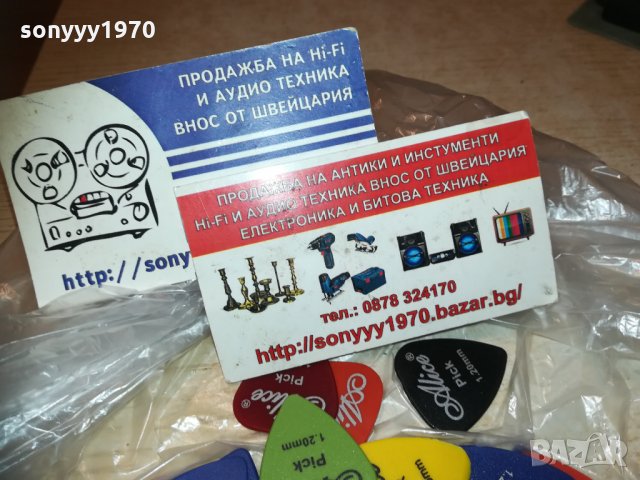 sonyyy1970
ПРОДАЖБА НА Hi-Fi
И АУДИО ТЕХНИКА
ВНОС ОТ ШВЕЙЦАРИЯ
http://sony
ПРОДАЖБА НА АНТИКИ И ИНСТУМЕНТИ
Hi-Fi И АУДИО ТЕХНИКА ВНОС ОТ ШВЕЙЦАРИЯ
ЕЛЕКТРОНИКА И БИТОВА ТЕХНИКА
тел.: 0878 324170
http://sonyyy1970.bazar.bg/
Alice
Pick
1.20mm
Alice
Pick
Alice
Pick
1.20mm
BAZAR